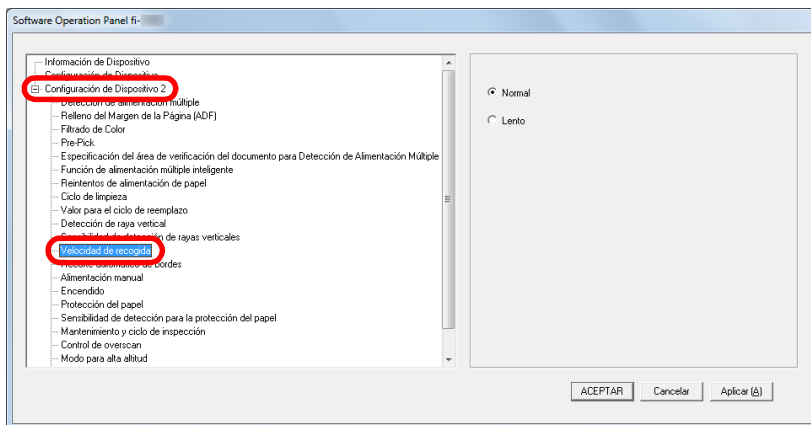 Software Operation Panel fi-
Información de Dispositivo
Configuración de Dispositivo
Configuración de Dispositivo 2
Detección de alimentación múltiple
Relleno del Margen de la Página (ADF)
Filtrado de Color
Pre-Pick
Especificación del área de verificación del documento para Detección de Alimentación Múltiple
Función de alimentación múltiple inteligente
Reintentos de alimentación de papel
Ciclo de limpieza
Valor para el ciclo de reemplazo
Detección de raya vertical
Sensibilidad de detección de rayas verticales
Velocidad de recogida
Recorte automático de bordes
Alimentación manual
Encendido
Protección del papel
Sensibilidad de detección para la protección del papel
Mantenimiento y ciclo de inspección
Control de overscan
Modo para alta altitud
Normal
Lento
ACEPTAR Cancelar Aplicar (A)